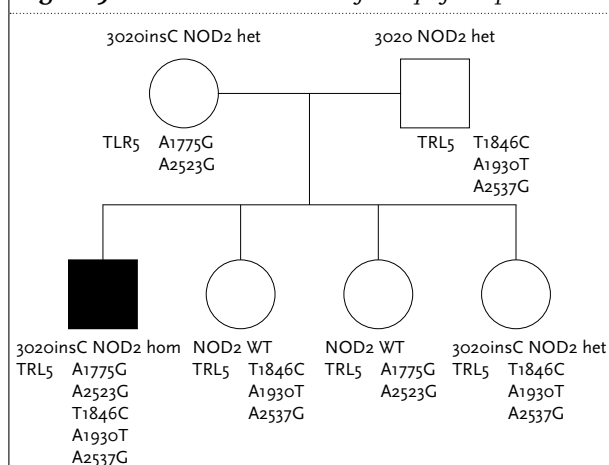 3020insC NOD2 het
3020 NOD2 het
TLR5 A1775G
A2523G
TRL5 T1846C
A1930T
A2537G
3020insC NOD2 hom
TRL5 A1775G
A2523G
T1846C
A1930T
A2537G
NOD2 WT
TRL5 T1846C
A1930T
A2537G
NOD2 WT
TRL5 A1775G
A2523G
3020insC NOD2 het
TRL5 T1846C
A1930T
A2537G